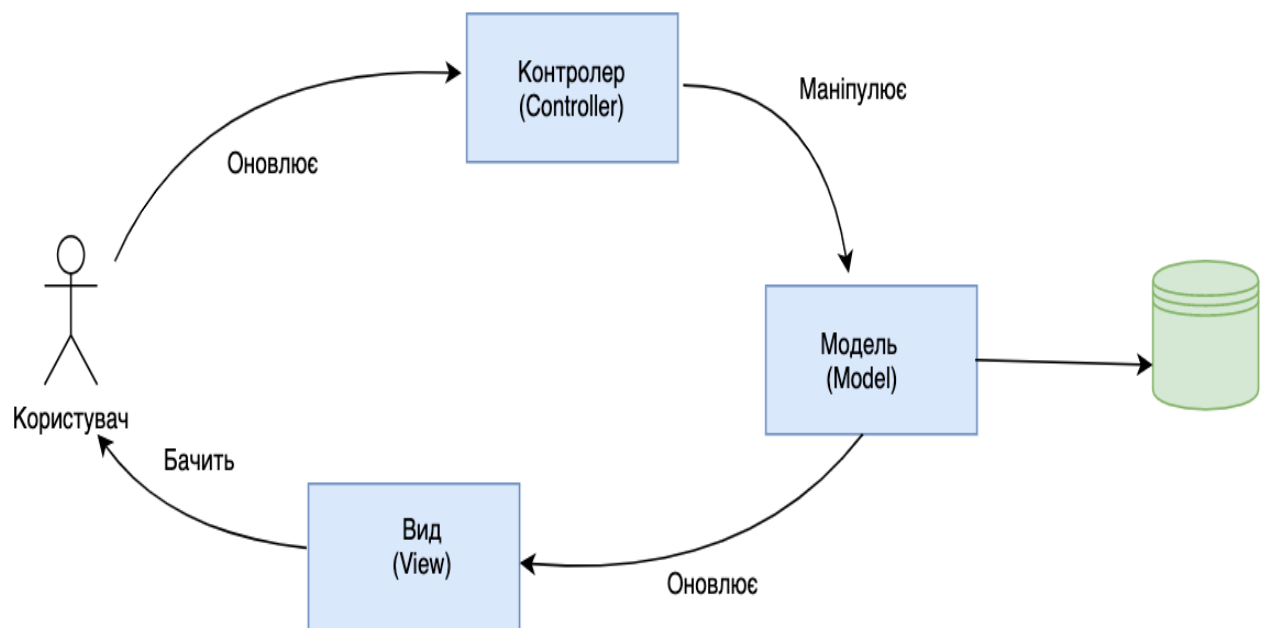 Контролер
(Controller)
Маніпулює
Оновлює
Модель
(Model)
Користувач
Бачить
Вид
(View)
Оновлює